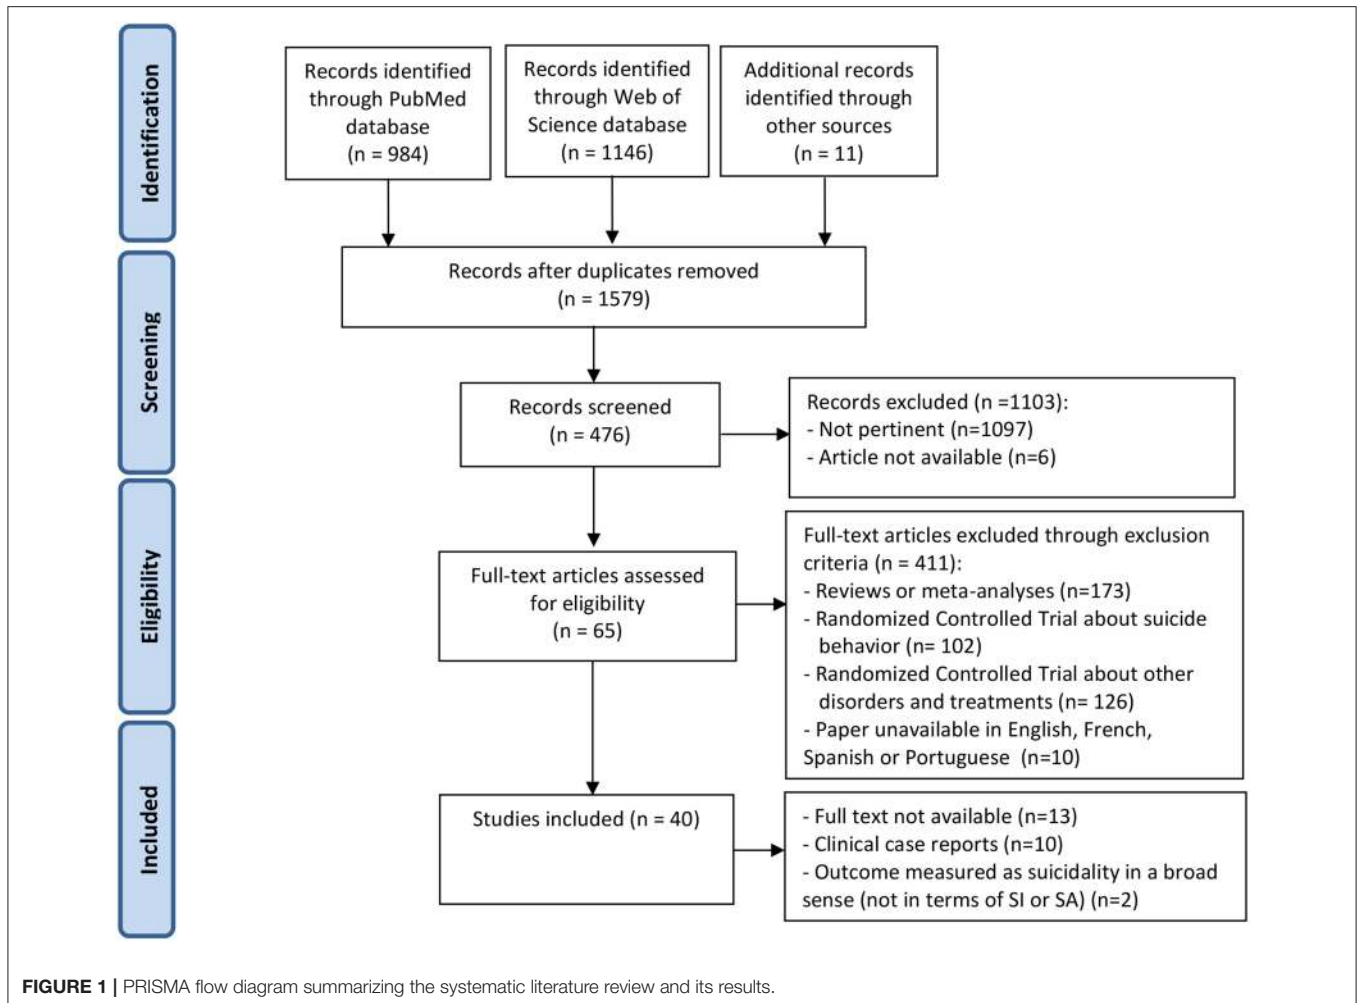 Identification
Records identified
through PubMed
database
(n = 984)
Records identified
through Web of
Science database
(n = 1146)
Additional records
identified through
other sources
(n = 11)
Screening
Records after duplicates removed
(n = 1579)
Records screened
(n = 476)
Records excluded (n =1103):
- Not pertinent (n=1097)
- Article not available (n=6)
Eligibility
Full-text articles assessed
for eligibility
(n = 65)
Full-text articles excluded through exclusion
criteria (n = 411):
- Reviews or meta-analyses (n=173)
- Randomized Controlled Trial about suicide
behavior (n= 102)
- Randomized Controlled Trial about other
disorders and treatments (n= 126)
- Paper unavailable in English, French,
Spanish or Portuguese (n=10)
Included
Studies included (n = 40)
- Full text not available (n=13)
- Clinical case reports (n=10)
- Outcome measured as suicidality in a broad
sense (not in terms of SI or SA) (n=2)
FIGURE 1 | PRISMA flow diagram summarizing the systematic literature review and its results.